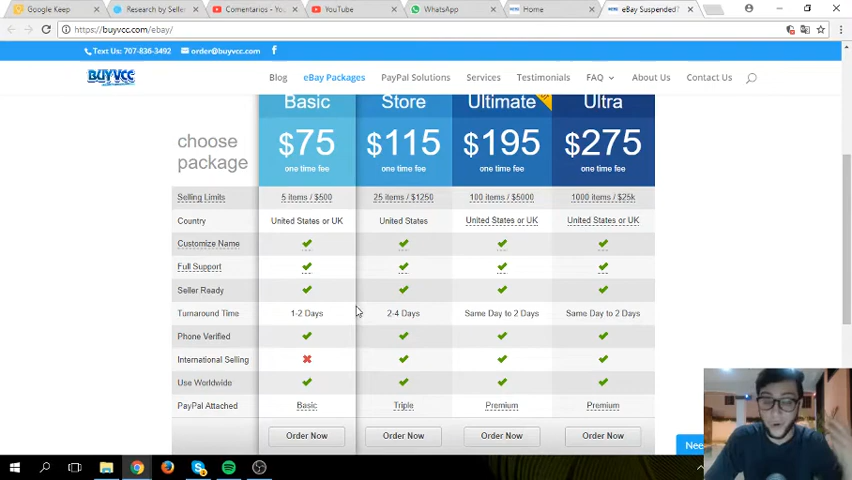 Google Keep
Research by Selle
Comentarios - You
YouTube
WhatsApp
Home
eBay Suspended?
https://buyvcc.com/ebay/
Text Us: 707-836-3492
order@buyvcc.com
BUYVCC
Blog
eBay Packages
PayPal Solutions
Services
Testimonials
FAQ
About Us
Contact Us
choose
package
Basic
Store
Ultimate
Ultra
$75
$115
$195
$275
one time fee
one time fee
one time fee
one time fee
Selling Limits
5 items / $500
25 items / $1250
100 items / $5000
1000 items / $25k
Country
United States or UK
United States
United States or UK
United States or UK
Customize Name
Full Support
Seller Ready
Turnaround Time
1-2 Days
2-4 Days
Same Day to 2 Days
Same Day to 2 Days
Phone Verified
International Selling
Use Worldwide
PayPal Attached
Basic
Triple
Premium
Premium
Order Now
Order Now
Order Now
Order Now
Nee